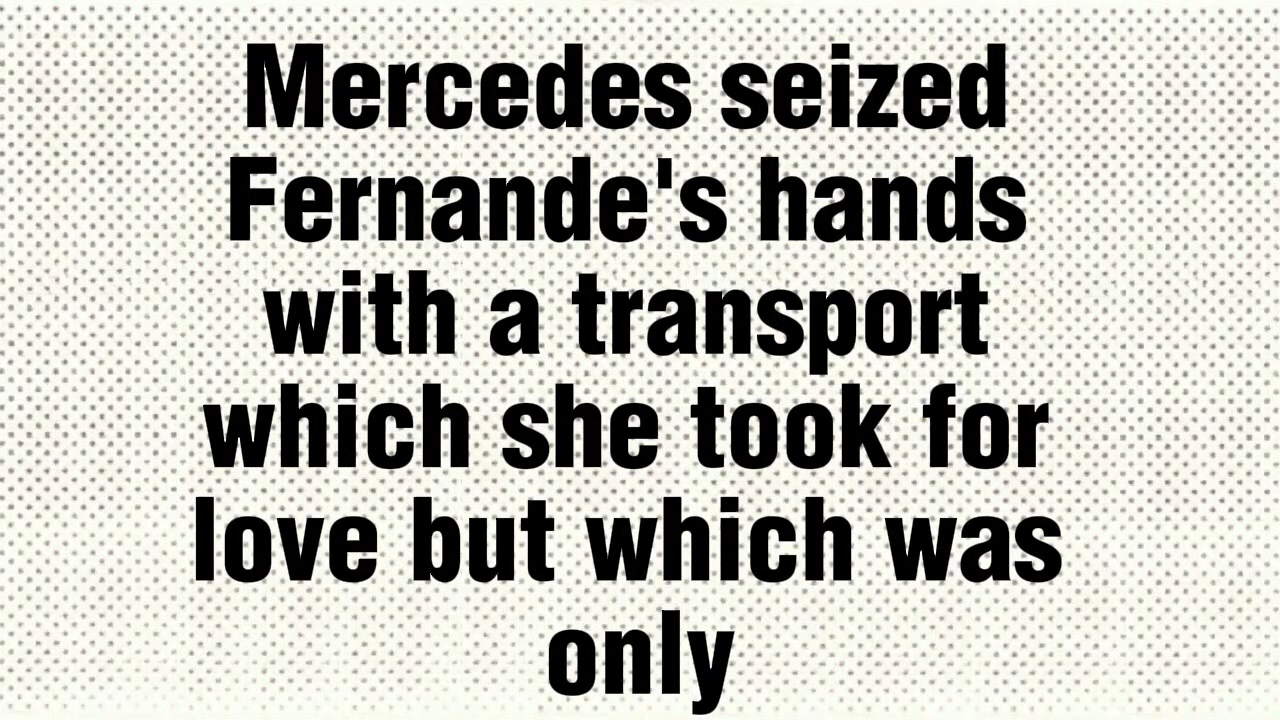 Mercedes seized
Fernande's hands
with a transport
which she took for
love but which was
only